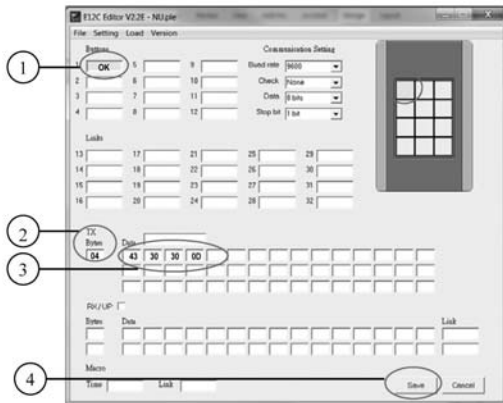 E12C Editor V2.2E - NU.ple
File Setting Load Version
Buttons
Communication Setting
1 OK 5 9 Baud rate 9600
2 6 10 Check None
3 7 11 Data 8 bits
4 8 12 Stop bit 1 bit
Links
13 17 21 25 29
14 18 22 26 30
15 19 23 27 31
16 20 24 28 32
TX
Bytes Data
04 43 30 30 0D
RX/UP
Bytes Data Link
Macro
Time Link Save Cancel
1
2
3
4